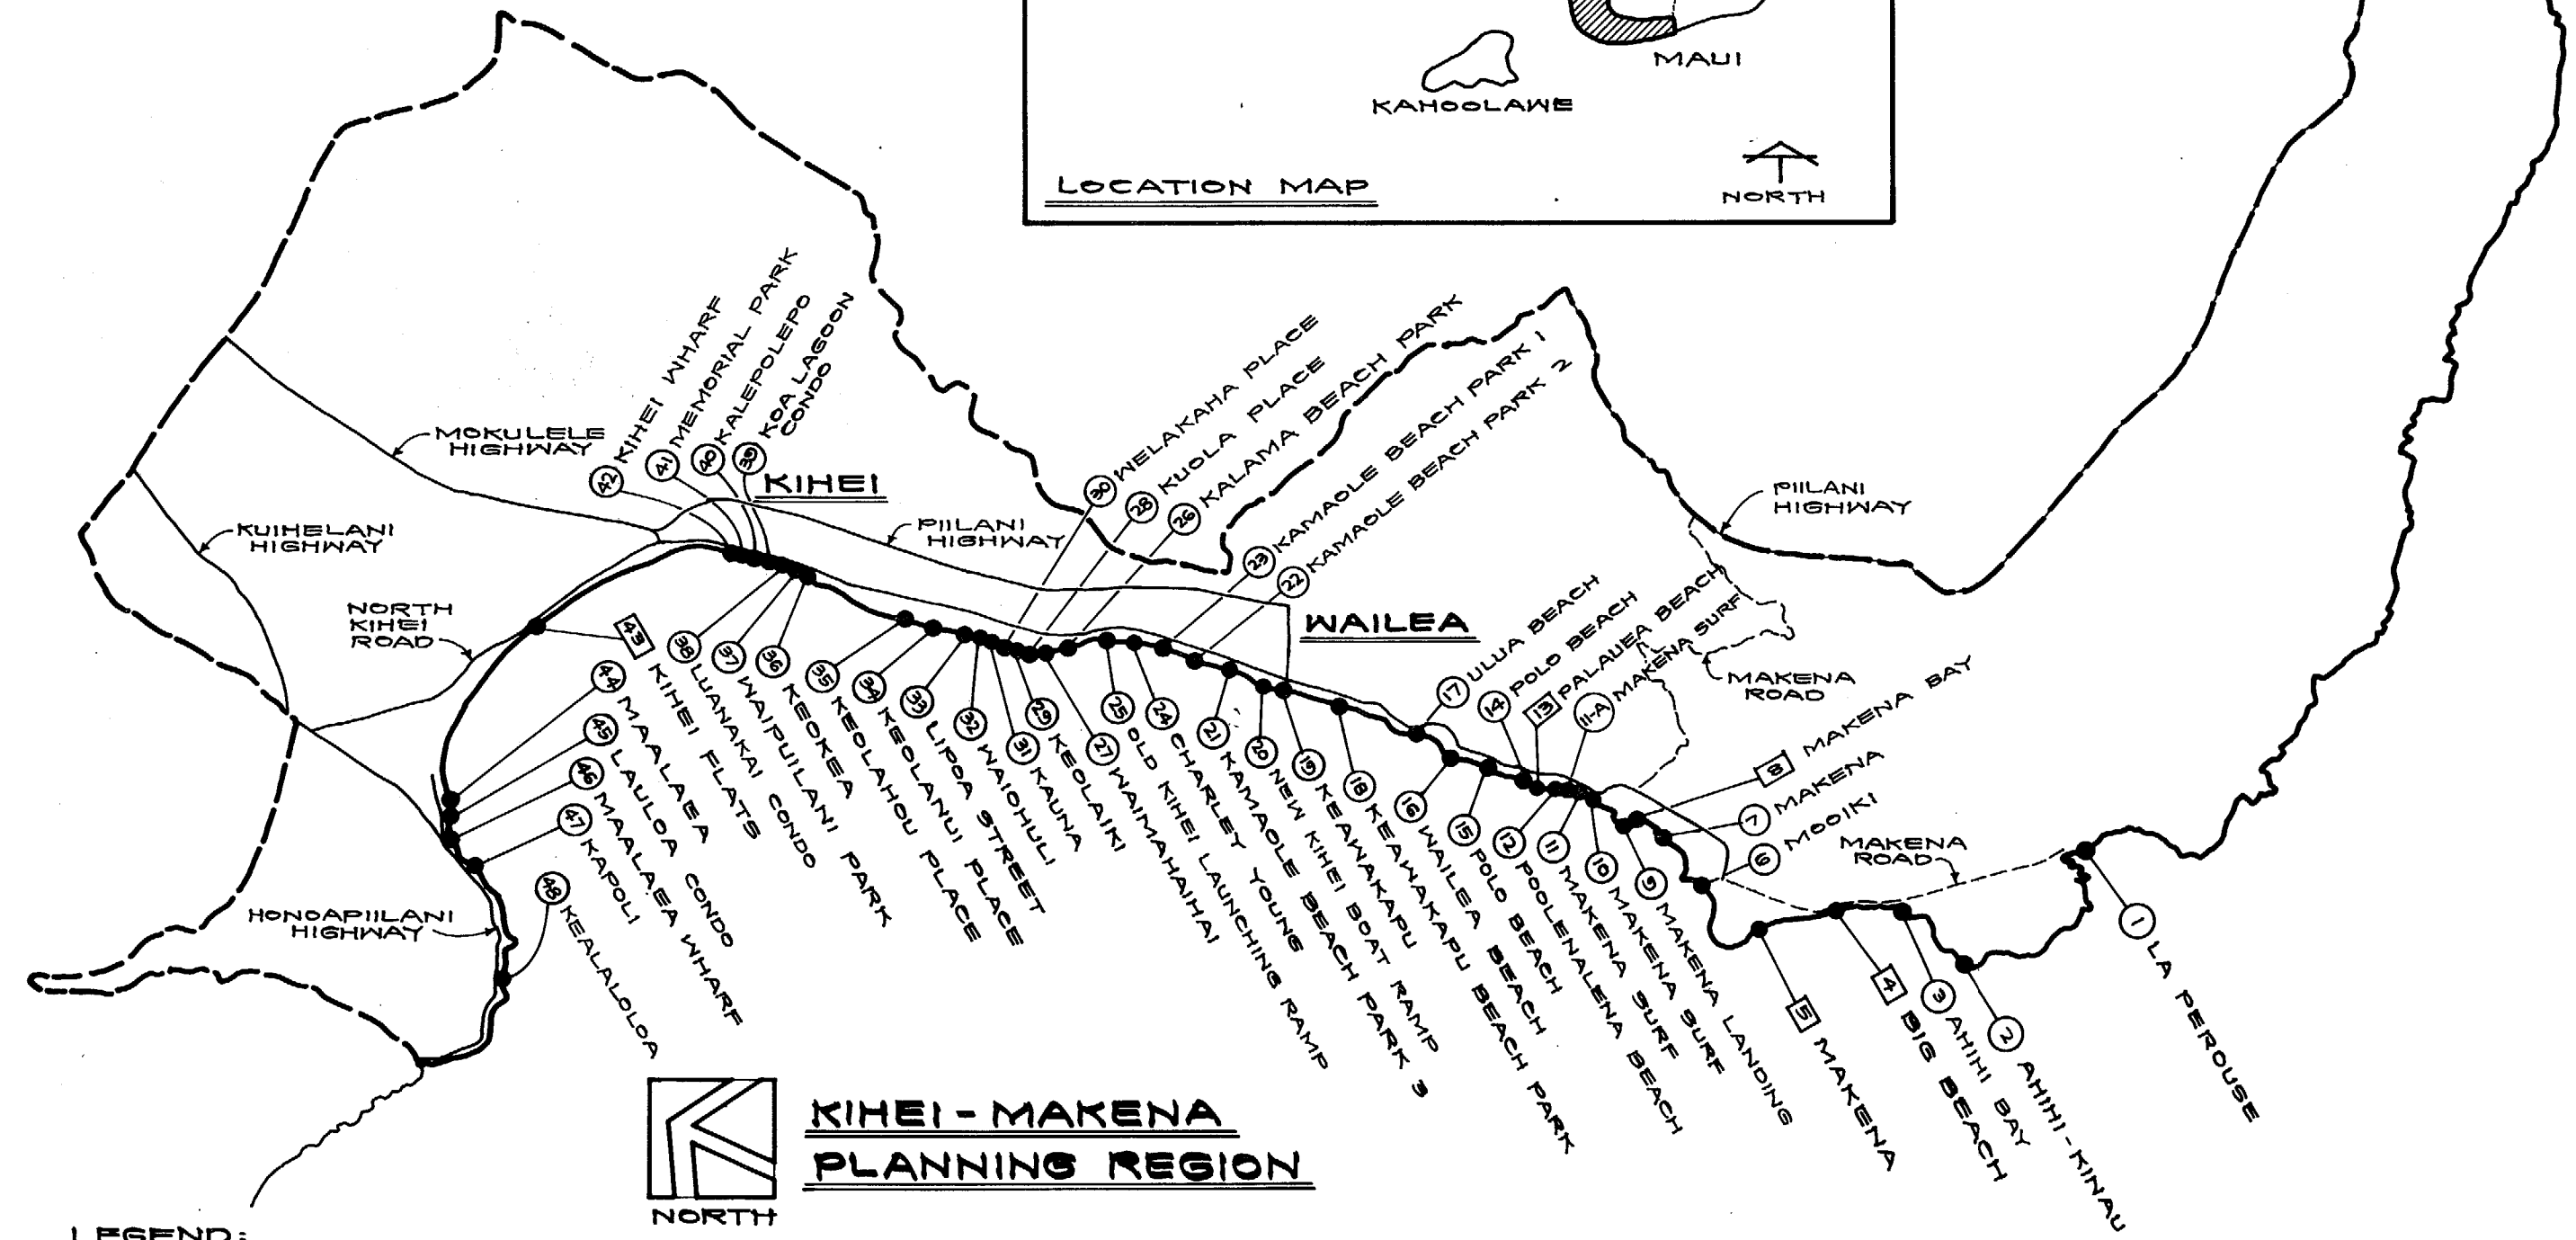 MAUI
KAHOOLAWE
LOCATION MAP
NORTH
MOKULELE
HIGHWAY
KUIHELANI
HIGHWAY
NORTH
KIHEI
ROAD
HONOAPIILANI
HIGHWAY
KIHEI
PIILANI
HIGHWAY
WAILEA
PIILANI
HIGHWAY
MAKENA
ROAD
MAKENA
ROAD
42 KIHEI WHARF
41 MEMORIAL PARK
40 KALEPOLEPO
39 KOA LAGOON
CONDO
30 WELAKAHA PLACE
28 KUOLA PLACE
26 KALAMA BEACH PARK
23 KAMAOLE BEACH PARK 1
22 KAMAOLE BEACH PARK 2
17 ULUA BEACH
14 POLO BEACH
13 PALAUEA BEACH
11-A MAKENA SURF
8 MAKENA BAY
7 MAKENA
6 MOOIKI
48 KEALALOLOA
47 KAPOLI
46 MAALAEA WHARF
45 LAULOA CONDO
44 MAALAEA
43 KIHEI FLATS
38 LUANAKAI CONDO
37 WAIPUILANI PARK
36 KEOKEA
35 KEOLAHOU PLACE
34 KEOLANUI PLACE
33 LIPOA STREET
32 WAIOHULI
31 KAUNA
29 KEOLAIKI
27 WAIMAHAIHAI
25 OLD KIHEI LAUNCHING RAMP
24 CHARLEY YOUNG
21 KAMAOLE BEACH PARK 3
20 NEW KIHEI BOAT RAMP
19 KEAWAKAPU
18 KEAWAKAPU BEACH PARK
16 WAILEA BEACH
15 POLO BEACH
12 POOLENALENA BEACH
11 MAKENA SURF
10 MAKENA SURF
9 MAKENA LANDING
5 MAKENA
4 BIG BEACH
3 AHIHI BAY
2 AHIHI-KINAU
1 LA PEROUSE
NORTH
KIHEI-MAKENA
PLANNING REGION
LEGEND: